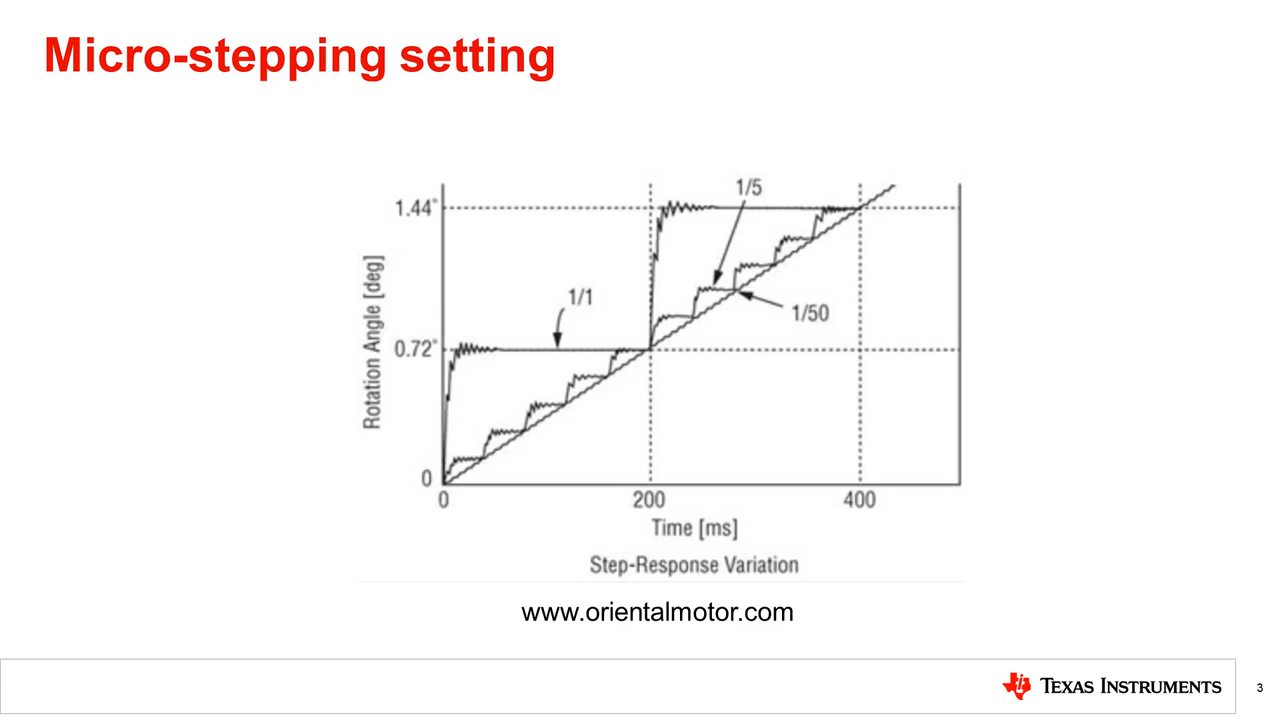 Micro-stepping setting
1/5
1.44°
1/1
1/50
0.72°
Rotation Angle [deg]
0
0
200
400
Time [ms]
Step-Response Variation
www.orientalmotor.com
TEXAS INSTRUMENTS
3